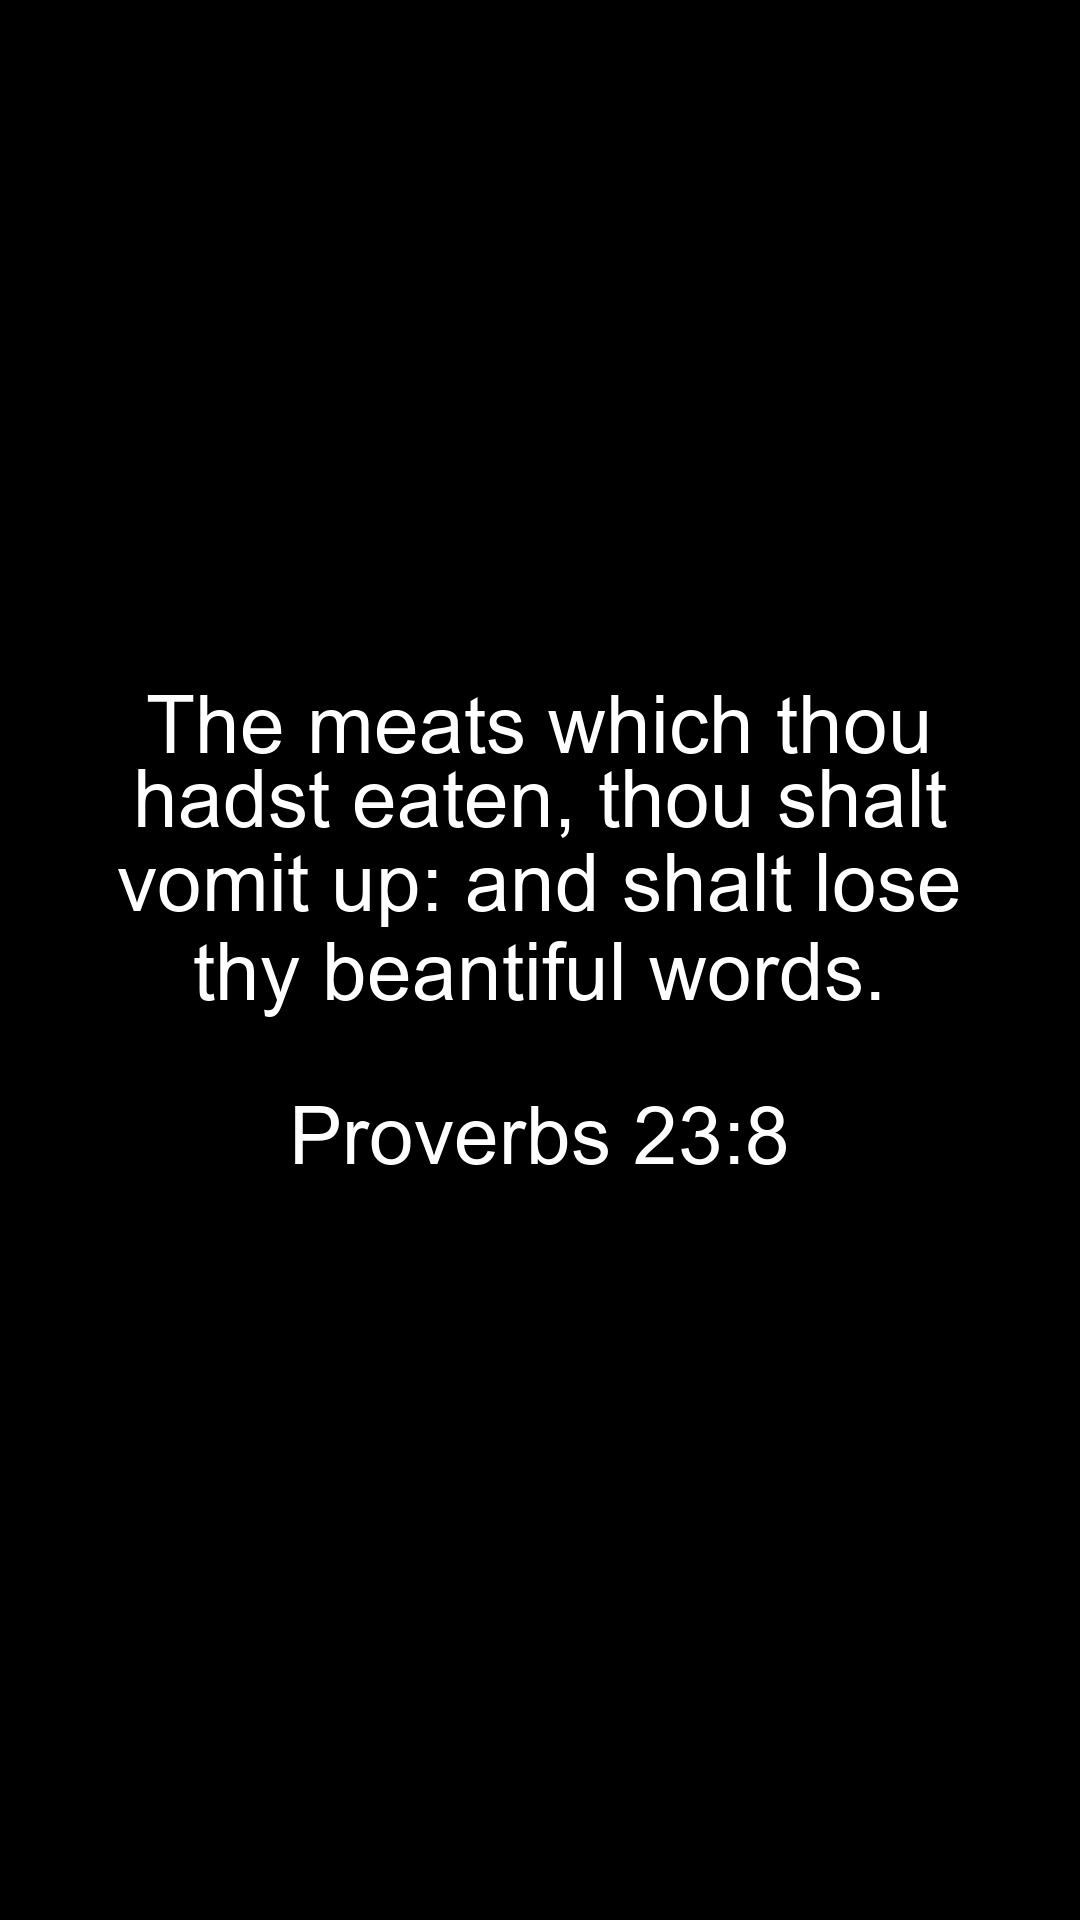 The meats which thou
hadst eaten, thou shalt
vomit up: and shalt lose
thy beantiful words.
Proverbs 23:8